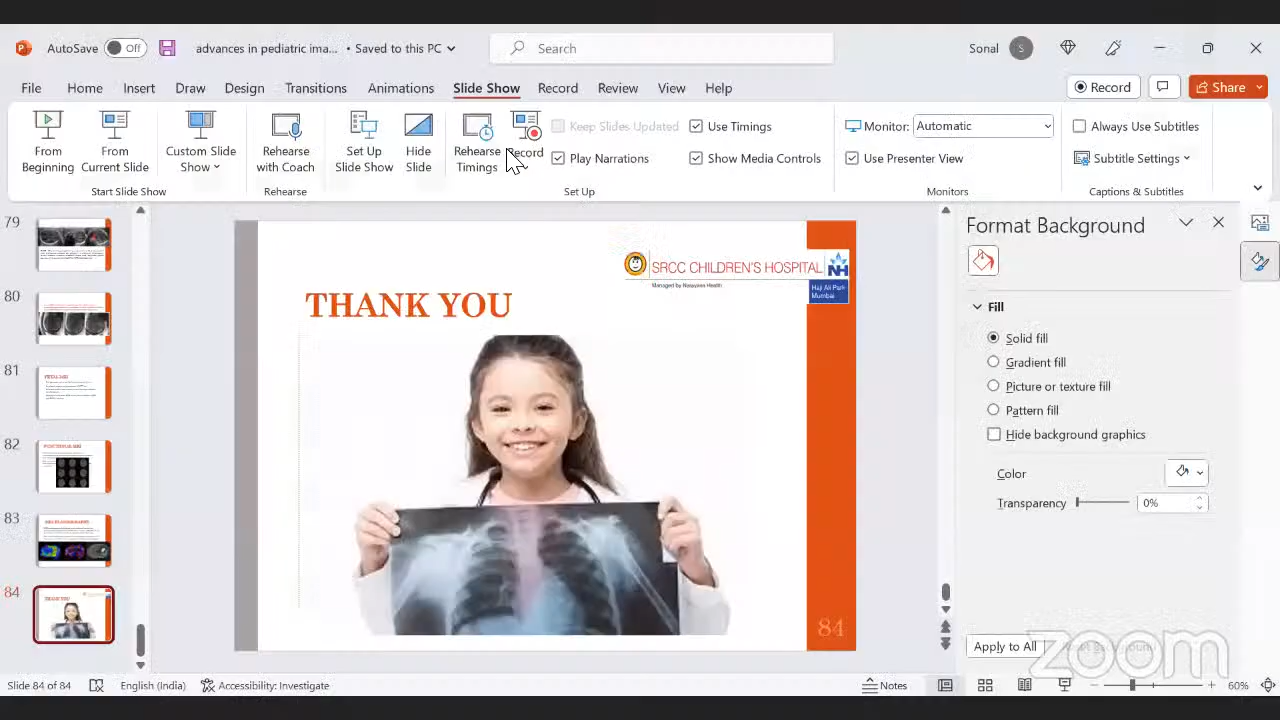 AutoSave Off advances in pediatric ima... • Saved to this PC Search Sonal S
File Home Insert Draw Design Transitions Animations Slide Show Record Review View Help Record Share
From Beginning
From Current Slide
Custom Slide Show
Start Slide Show
Rehearse with Coach
Rehearse
Set Up Slide Show
Hide Slide
Rehearse Timings
Record
Keep Slides Updated
Use Timings
Play Narrations
Show Media Controls
Set Up
Monitor: Automatic
Use Presenter View
Monitors
Always Use Subtitles
Subtitle Settings
Captions & Subtitles
79
80
81
82
83
84
SRCC CHILDREN'S HOSPITAL NH
Managed by Narayana Health
Haji Ali Park
Mumbai
THANK YOU
84
Format Background
Fill
Solid fill
Gradient fill
Picture or texture fill
Pattern fill
Hide background graphics
Color
Transparency 0%
Apply to All
zoom
Slide 84 of 84 English (India) Accessibility: Investigate Notes 60%